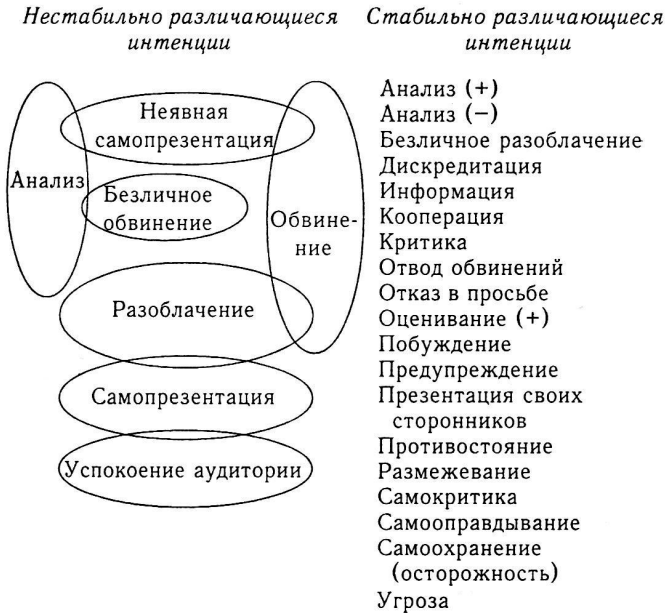 Нестабильно различающиеся
интенции
Неявная
самопрезентация
Анализ
Безличное
обвинение
Обвине-
ние
Разоблачение
Самопрезентация
Успокоение аудитории
Стабильно различающиеся
интенции
Анализ (+)
Анализ (−)
Безличное разоблачение
Дискредитация
Информация
Кооперация
Критика
Отвод обвинений
Отказ в просьбе
Оценивание (+)
Побуждение
Предупреждение
Презентация своих
сторонников
Противостояние
Размежевание
Самокритика
Самооправдывание
Самоохранение
(осторожность)
Угроза